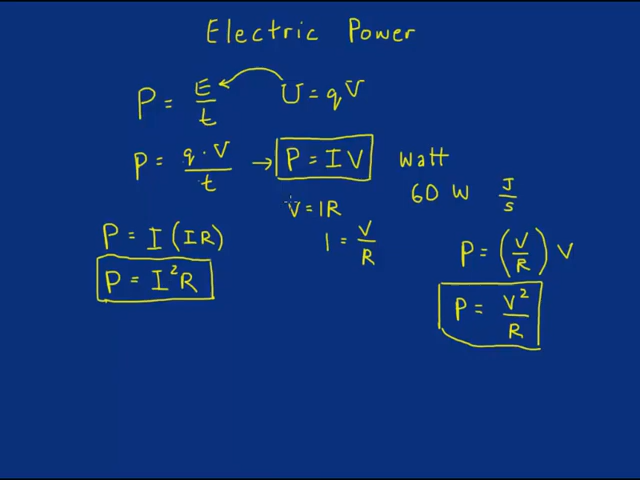 Electric Power
P = E/t U = qV
P = q·V/t → P = IV watt
60 W J/s
V = IR
P = I(IR) I = V/R P = (V/R) V
P = I²R P = V²/R